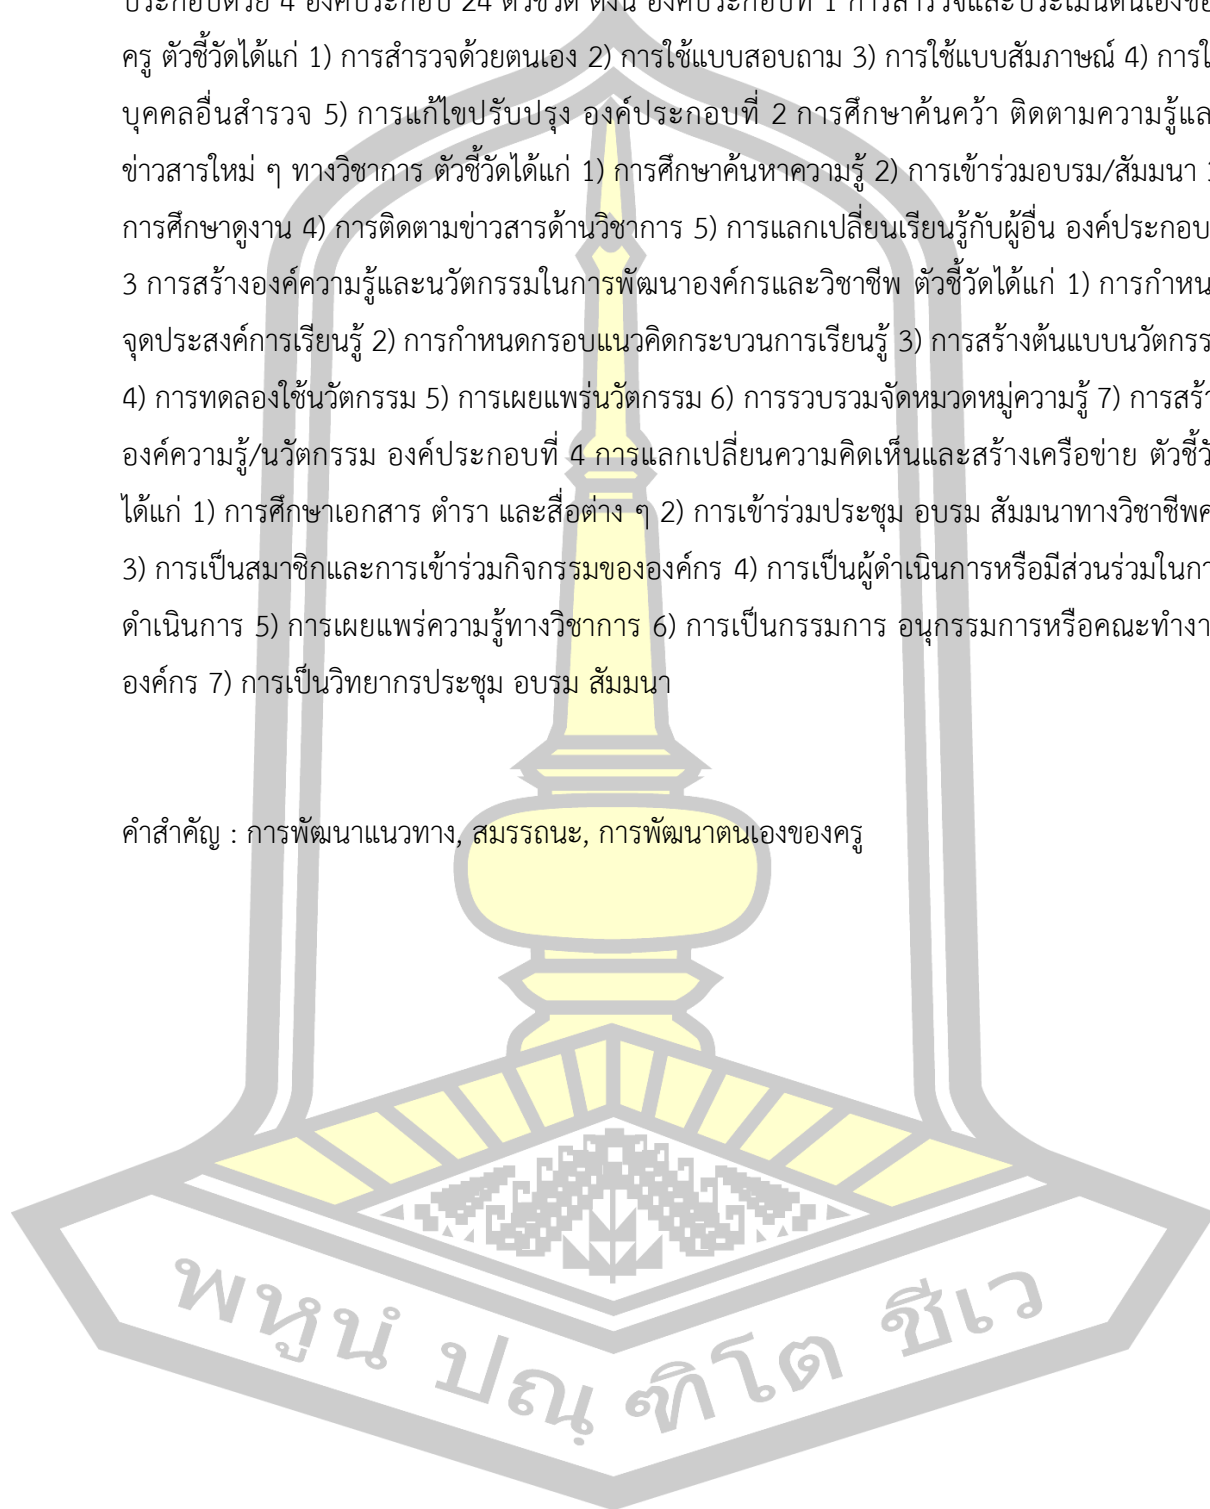 ประกอบด้วย 4 องค์ประกอบ 24 ตัวชี้วัด ดังนี้ องค์ประกอบที่ 1 การสำรวจและประเมินตนเองของ
ครู ตัวชี้วัดได้แก่ 1) การสำรวจด้วยตนเอง 2) การใช้แบบสอบถาม 3) การใช้แบบสัมภาษณ์ 4) การใ
บุคคลอื่นสำรวจ 5) การแก้ไขปรับปรุง องค์ประกอบที่ 2 การศึกษาค้นคว้า ติดตามความรู้แล
ข่าวสารใหม่ ๆ ทางวิชาการ ตัวชี้วัดได้แก่ 1) การศึกษาค้นหาความรู้ 2) การเข้าร่วมอบรม/สัมมนา
การศึกษาดูงาน 4) การติดตามข่าวสารด้านวิชาการ 5) การแลกเปลี่ยนเรียนรู้กับผู้อื่น องค์ประกอบ
3 การสร้างองค์ความรู้และนวัตกรรมในการพัฒนาองค์กรและวิชาชีพ ตัวชี้วัดได้แก่ 1) การกำหน
จุดประสงค์การเรียนรู้ 2) การกำหนดกรอบแนวคิดกระบวนการเรียนรู้ 3) การสร้างต้นแบบนวัตกรร
4) การทดลองใช้นวัตกรรม 5) การเผยแพร่นวัตกรรม 6) การรวบรวมจัดหมวดหมู่ความรู้ 7) การสร้า
องค์ความรู้/นวัตกรรม องค์ประกอบที่ 4 การแลกเปลี่ยนความคิดเห็นและสร้างเครือข่าย ตัวชี้วั
ได้แก่ 1) การศึกษาเอกสาร ตำรา และสื่อต่าง ๆ 2) การเข้าร่วมประชุม อบรม สัมมนาทางวิชาชีพค
3) การเป็นสมาชิกและการเข้าร่วมกิจกรรมขององค์กร 4) การเป็นผู้ดำเนินการหรือมีส่วนร่วมในกา
ดำเนินการ 5) การเผยแพร่ความรู้ทางวิชาการ 6) การเป็นกรรมการ อนุกรรมการหรือคณะทำงา
องค์กร 7) การเป็นวิทยากรประชุม อบรม สัมมนา
คำสำคัญ : การพัฒนาแนวทาง, สมรรถนะ, การพัฒนาตนเองของครู
พหูนํ ปณฺฑิโต ชีเว